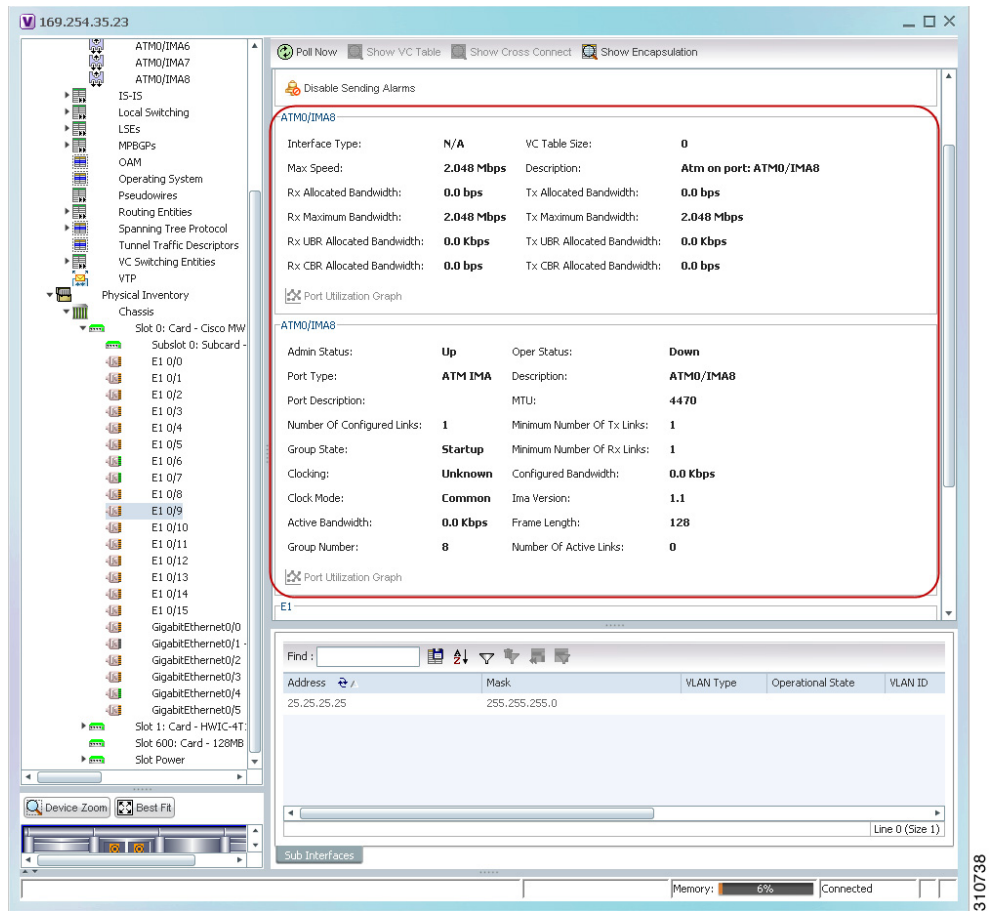 169.254.35.23
ATM0/IMA6
ATM0/IMA7
ATM0/IMA8
IS-IS
Local Switching
LSEs
MPBGPs
OAM
Operating System
Pseudowires
Routing Entities
Spanning Tree Protocol
Tunnel Traffic Descriptors
VC Switching Entities
VTP
Physical Inventory
Chassis
Slot 0: Card - Cisco MW
Subslot 0: Subcard -
E1 0/0
E1 0/1
E1 0/2
E1 0/3
E1 0/4
E1 0/5
E1 0/6
E1 0/7
E1 0/8
E1 0/9
E1 0/10
E1 0/11
E1 0/12
E1 0/13
E1 0/14
E1 0/15
GigabitEthernet0/0
GigabitEthernet0/1 -
GigabitEthernet0/2
GigabitEthernet0/3
GigabitEthernet0/4
GigabitEthernet0/5
Slot 1: Card - HWIC-4T
Slot 600: Card - 128MB
Slot Power
Device Zoom Best Fit
Poll Now Show VC Table Show Cross Connect Show Encapsulation
Disable Sending Alarms
ATM0/IMA8
Interface Type: N/A VC Table Size: 0
Max Speed: 2.048 Mbps Description: Atm on port: ATM0/IMA8
Rx Allocated Bandwidth: 0.0 bps Tx Allocated Bandwidth: 0.0 bps
Rx Maximum Bandwidth: 2.048 Mbps Tx Maximum Bandwidth: 2.048 Mbps
Rx UBR Allocated Bandwidth: 0.0 Kbps Tx UBR Allocated Bandwidth: 0.0 Kbps
Rx CBR Allocated Bandwidth: 0.0 bps Tx CBR Allocated Bandwidth: 0.0 bps
Port Utilization Graph
ATM0/IMA8
Admin Status: Up Oper Status: Down
Port Type: ATM IMA Description: ATM0/IMA8
Port Description: MTU: 4470
Number Of Configured Links: 1 Minimum Number Of Tx Links: 1
Group State: Startup Minimum Number Of Rx Links: 1
Clocking: Unknown Configured Bandwidth: 0.0 Kbps
Clock Mode: Common Ima Version: 1.1
Active Bandwidth: 0.0 Kbps Frame Length: 128
Group Number: 8 Number Of Active Links: 0
Port Utilization Graph
E1
Find :
Address Mask VLAN Type Operational State VLAN ID
25.25.25.25 255.255.255.0
Line 0 (Size 1)
Sub Interfaces
Memory: 6% Connected
310738